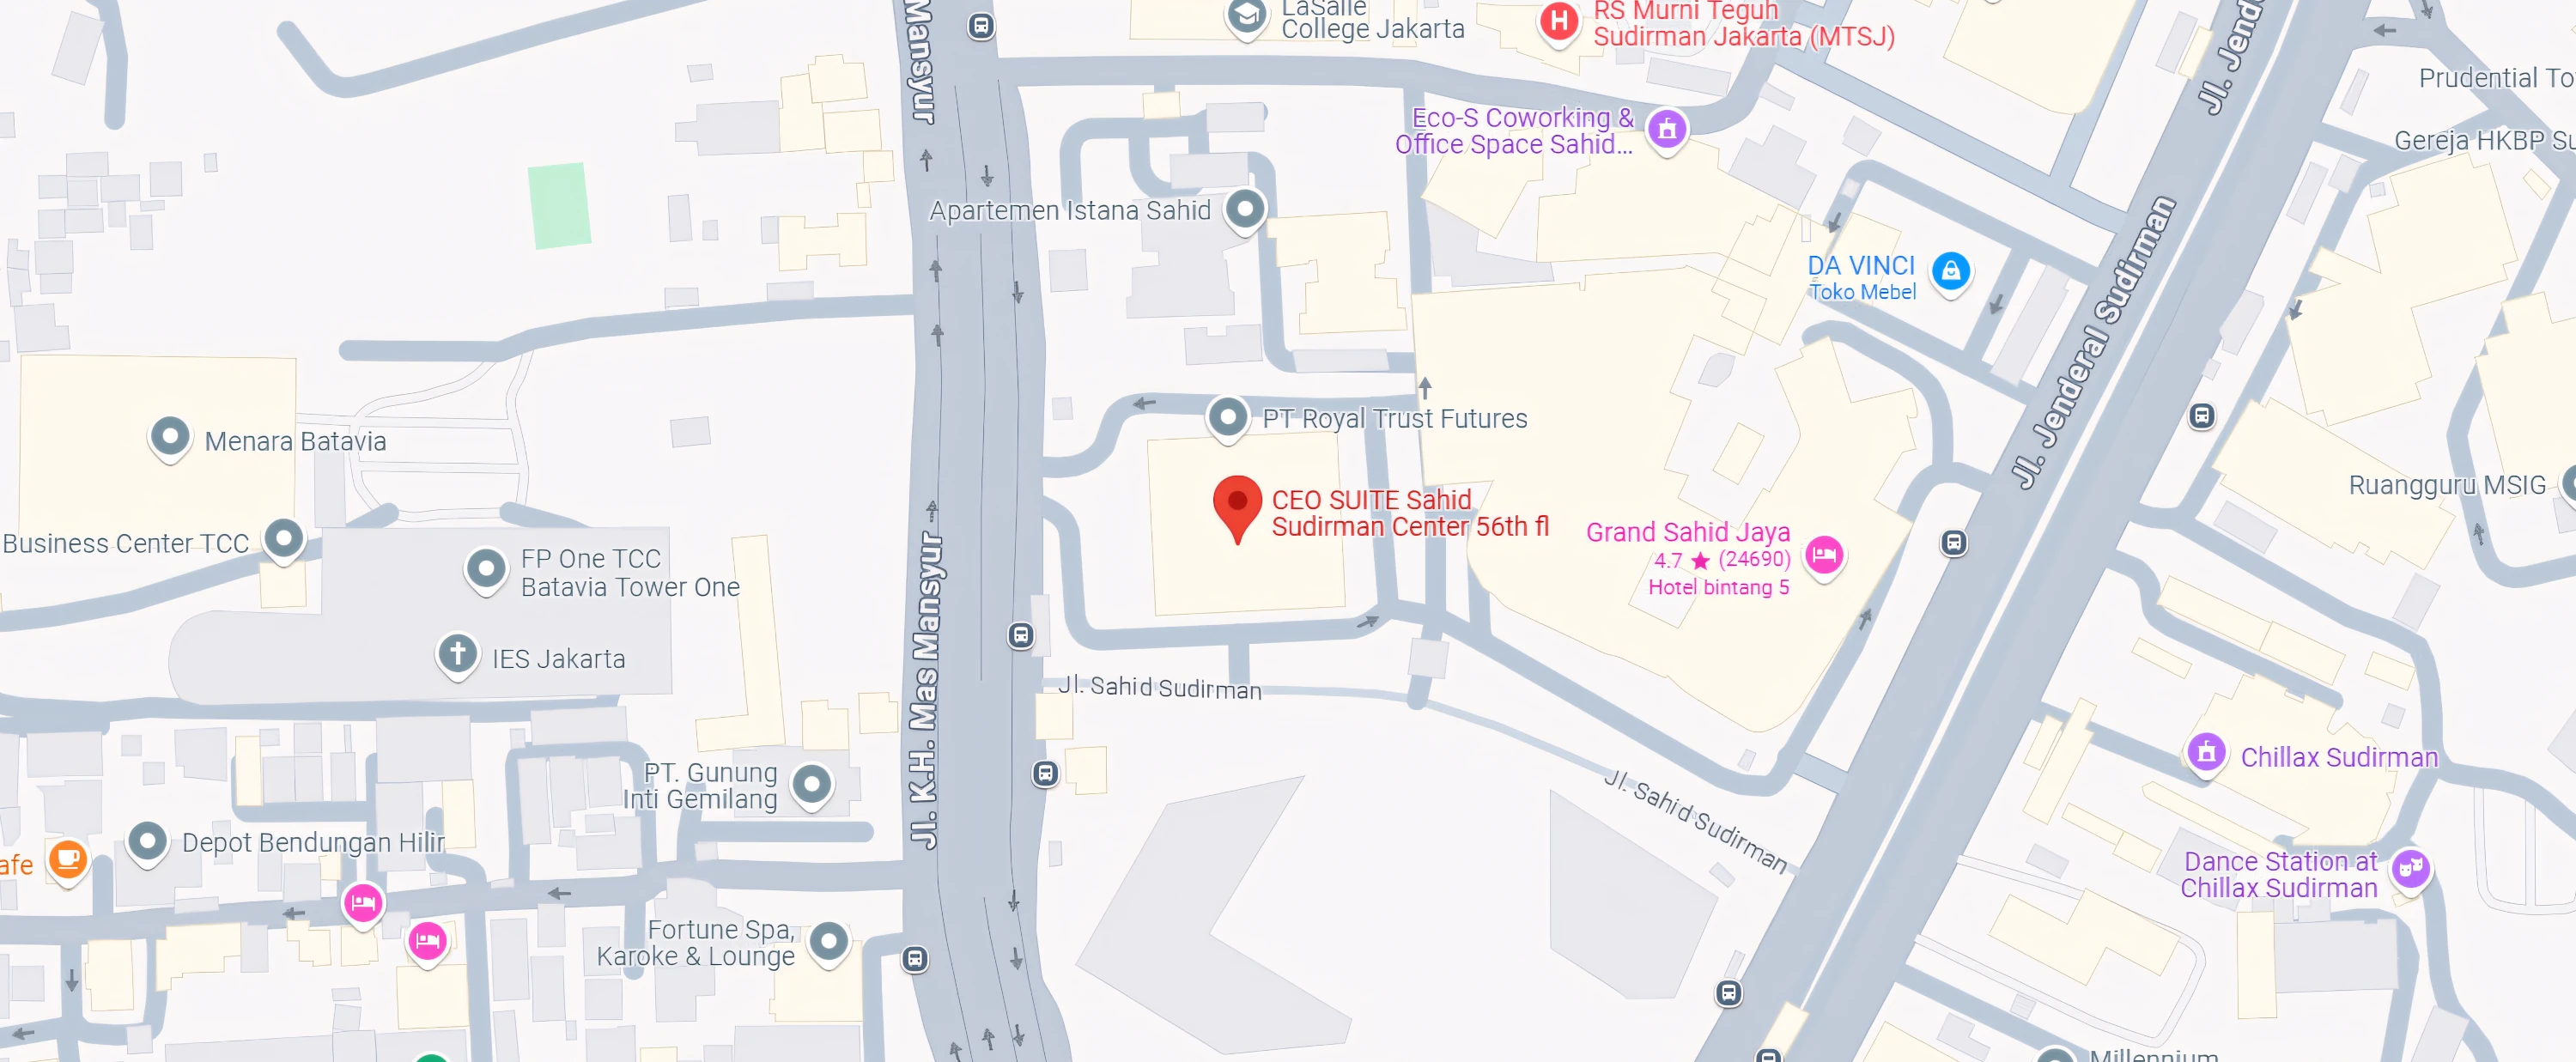 Mansyur
LaSalle
College Jakarta
RS Murni Teguh
Sudirman Jakarta (MTSJ)
Prudential To
Gereja HKBP Su
Eco-S Coworking &
Office Space Sahid...
Apartemen Istana Sahid
DA VINCI
Toko Mebel
Jl. Jenderal Sudirman
Jl. Jend
Menara Batavia
PT Royal Trust Futures
CEO SUITE Sahid
Sudirman Center 56th fl
Ruangguru MSIG
Business Center TCC
FP One TCC
Batavia Tower One
Grand Sahid Jaya
4.7 ★ (24690)
Hotel bintang 5
IES Jakarta
Jl. K.H. Mas Mansyur
Jl. Sahid Sudirman
PT. Gunung
Inti Gemilang
Jl. Sahid Sudirman
Chillax Sudirman
Depot Bendungan Hilir
afe
Dance Station at
Chillax Sudirman
Fortune Spa,
Karoke & Lounge
Millennium